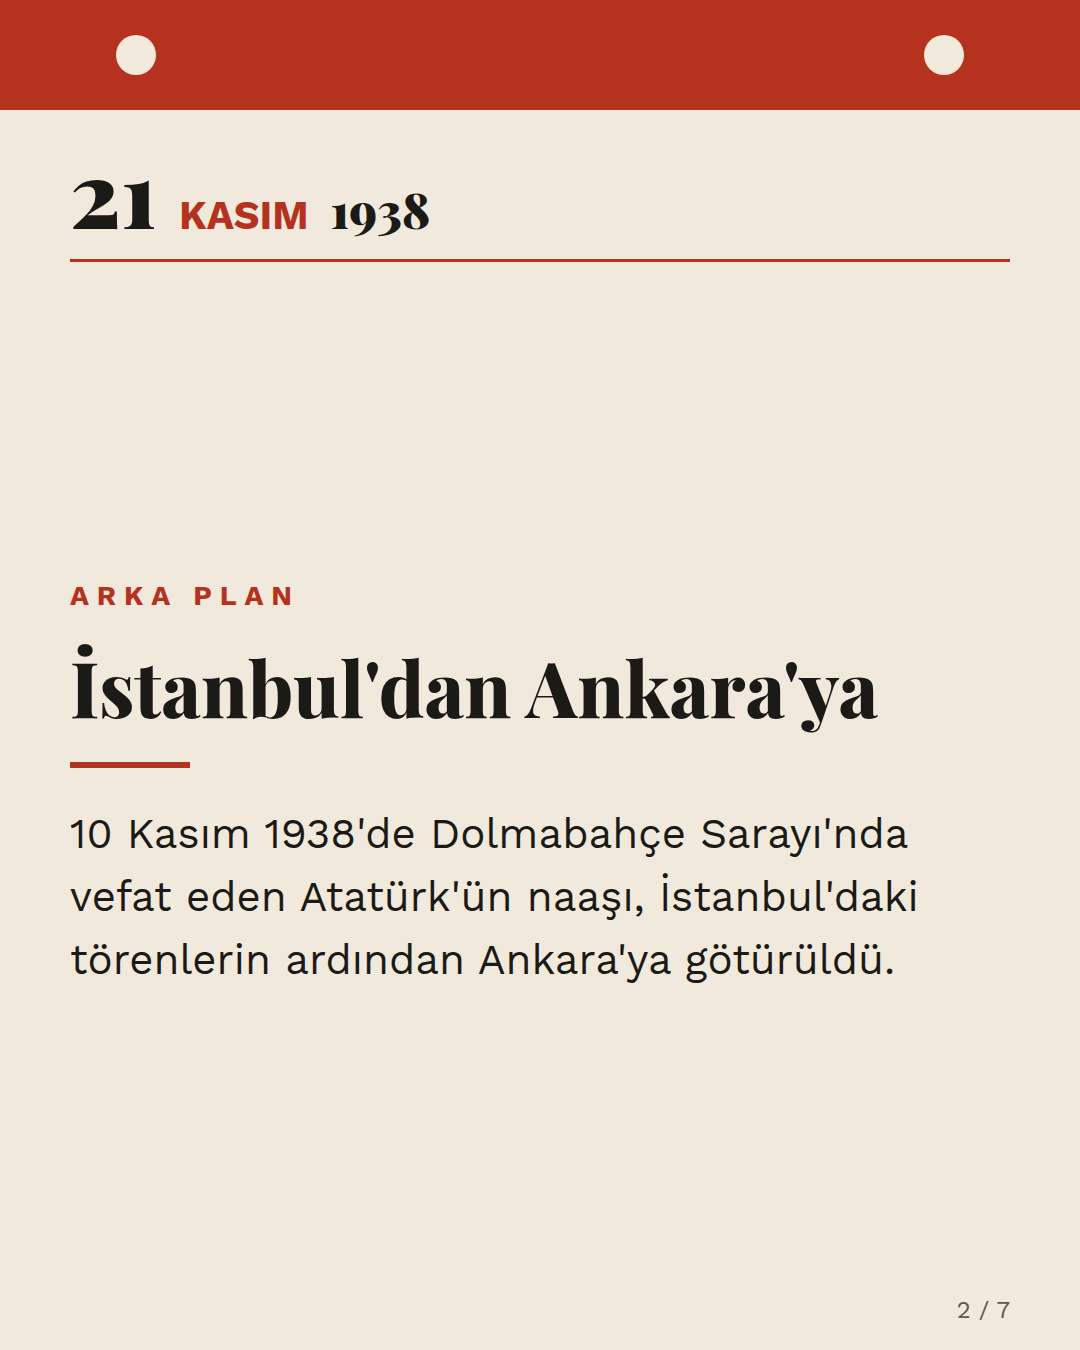 21 KASIM 1938
ARKA PLAN
İstanbul'dan Ankara'ya
10 Kasım 1938'de Dolmabahçe Sarayı'nda
vefat eden Atatürk'ün naaşı, İstanbul'daki
törenlerin ardından Ankara'ya götürüldü.
2 / 7